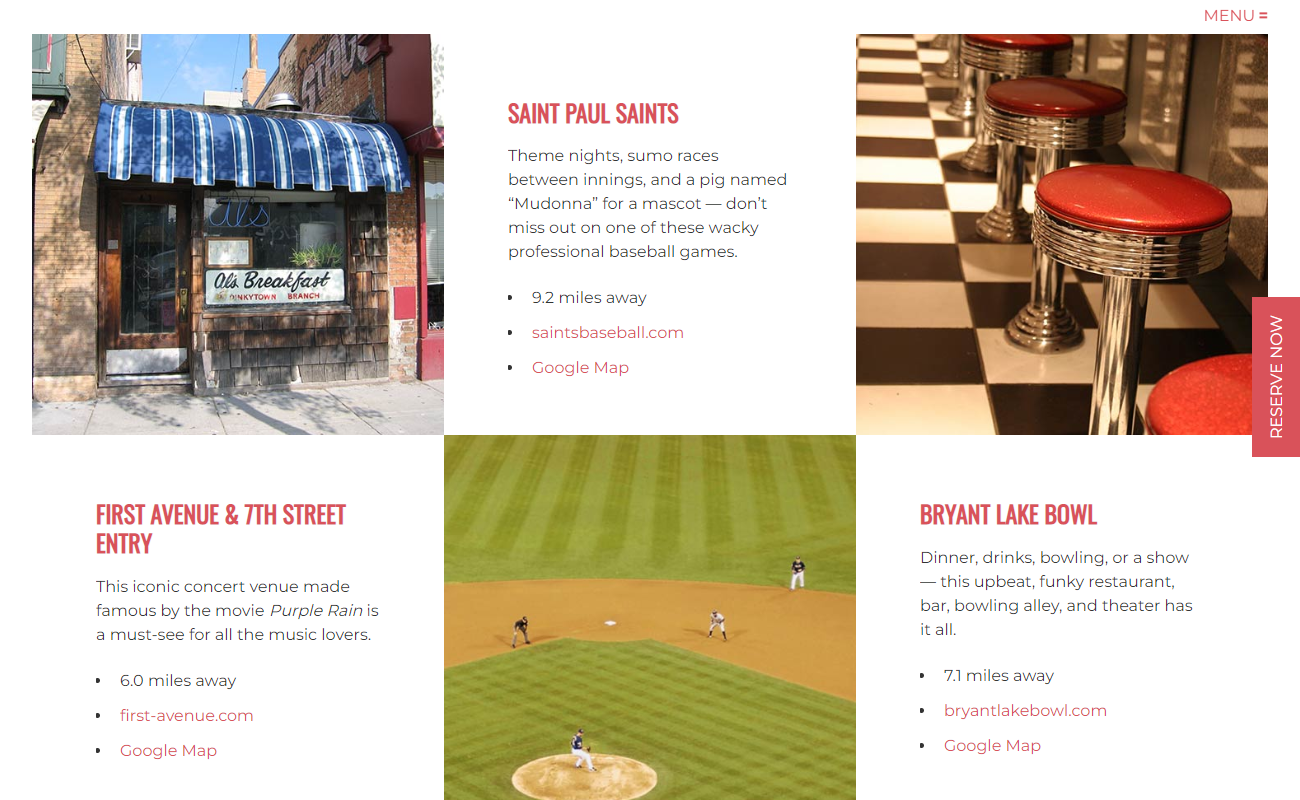 MENU
STAGE
als
Al's Breakfast
DINKYTOWN BRANCH
SAINT PAUL SAINTS
Theme nights, sumo races
between innings, and a pig named
“Mudonna” for a mascot — don’t
miss out on one of these wacky
professional baseball games.
• 9.2 miles away
• saintsbaseball.com
• Google Map
RESERVE NOW
FIRST AVENUE & 7TH STREET
ENTRY
This iconic concert venue made
famous by the movie Purple Rain is
a must-see for all the music lovers.
• 6.0 miles away
• first-avenue.com
• Google Map
BRYANT LAKE BOWL
Dinner, drinks, bowling, or a show
— this upbeat, funky restaurant,
bar, bowling alley, and theater has
it all.
• 7.1 miles away
• bryantlakebowl.com
• Google Map